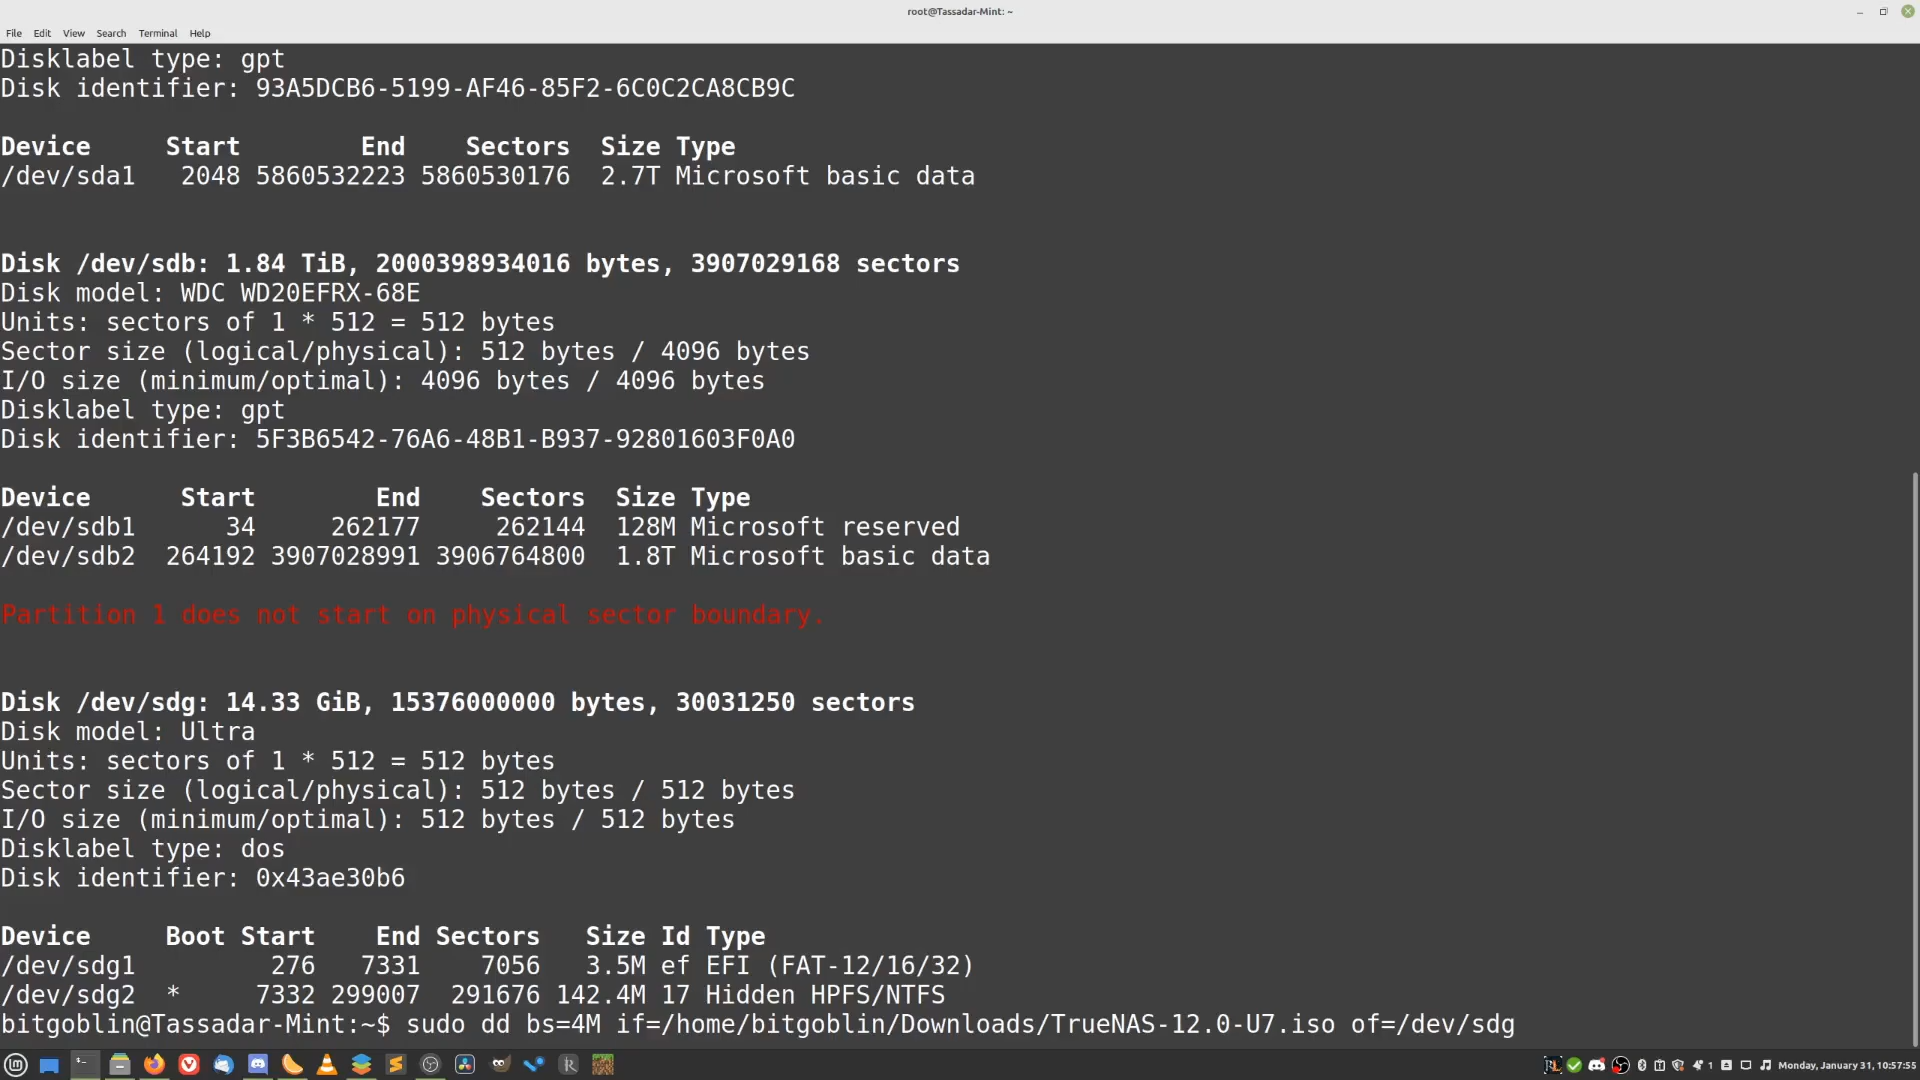 root@Tassadar-Mint: ~
File Edit View Search Terminal Help
Disklabel type: gpt
Disk identifier: 93A5DCB6-5199-AF46-85F2-6C0C2CA8CB9C
Device Start End Sectors Size Type
/dev/sda1 2048 5860532223 5860530176 2.7T Microsoft basic data
Disk /dev/sdb: 1.84 TiB, 2000398934016 bytes, 3907029168 sectors
Disk model: WDC WD20EFRX-68E
Units: sectors of 1 * 512 = 512 bytes
Sector size (logical/physical): 512 bytes / 4096 bytes
I/O size (minimum/optimal): 4096 bytes / 4096 bytes
Disklabel type: gpt
Disk identifier: 5F3B6542-76A6-48B1-B937-92801603F0A0
Device Start End Sectors Size Type
/dev/sdb1 34 262177 262144 128M Microsoft reserved
/dev/sdb2 264192 3907028991 3906764800 1.8T Microsoft basic data
Partition 1 does not start on physical sector boundary.
Disk /dev/sdg: 14.33 GiB, 15376000000 bytes, 30031250 sectors
Disk model: Ultra
Units: sectors of 1 * 512 = 512 bytes
Sector size (logical/physical): 512 bytes / 512 bytes
I/O size (minimum/optimal): 512 bytes / 512 bytes
Disklabel type: dos
Disk identifier: 0x43ae30b6
Device Boot Start End Sectors Size Id Type
/dev/sdg1 276 7331 7056 3.5M ef EFI (FAT-12/16/32)
/dev/sdg2 * 7332 299007 291676 142.4M 17 Hidden HPFS/NTFS
bitgoblin@Tassadar-Mint:~$ sudo dd bs=4M if=/home/bitgoblin/Downloads/TrueNAS-12.0-U7.iso of=/dev/sdg
1 Monday, January 31, 10:57:55